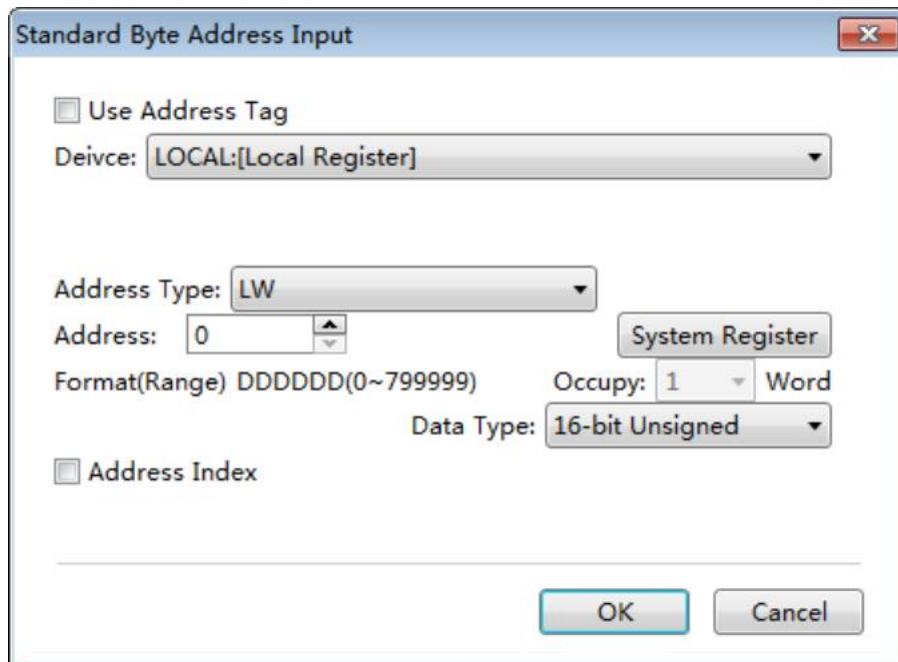 Standard Byte Address Input
Use Address Tag
Deivce: LOCAL:[Local Register]
Address Type: LW
Address: 0
System Register
Format(Range) DDDDDD(0~799999) Occupy: 1 Word
Data Type: 16-bit Unsigned
Address Index
OK Cancel